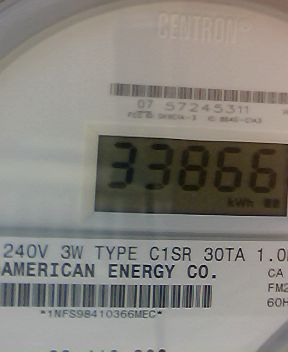 CENTRON®
07 57245311
33866
kWh
240V 3W TYPE C1SR 30TA 1.0
AMERICAN ENERGY CO.
CA
FM2
60H
*1NFS98410366MEC*